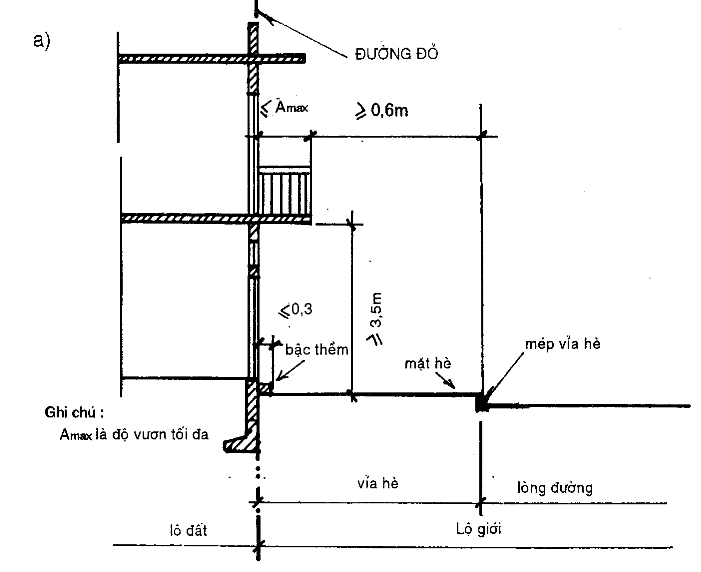 a)
ĐƯỜNG ĐỎ
≤ Amax
≥ 0,6m
≤0,3
≥ 3,5m
bậc thềm
mặt hè
mép vỉa hè
Ghi chú :
Amax là độ vươn tối đa
vỉa hè
lòng đường
lô đất
Lộ giới